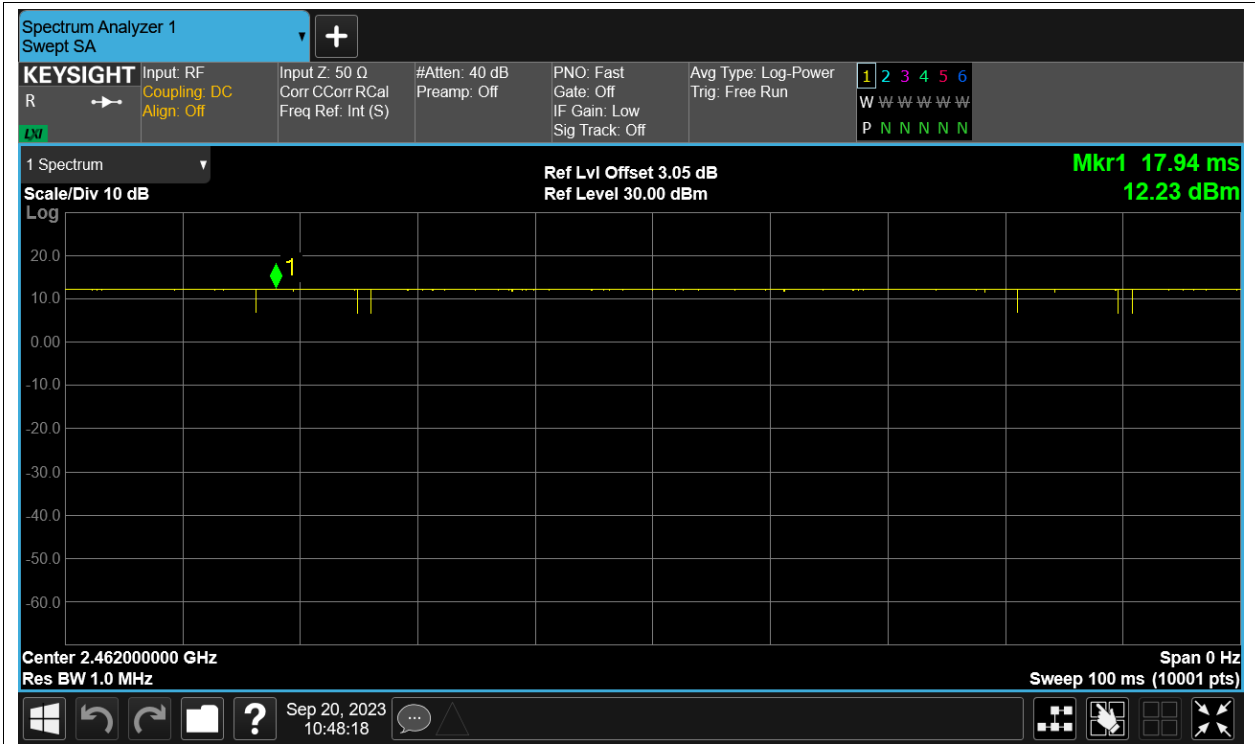 Spectrum Analyzer 1
Swept SA
+
KEYSIGHT
R
LXI
Input: RF
Coupling: DC
Align: Off
Input Z: 50 Ω
Corr CCorr RCal
Freq Ref: Int (S)
#Atten: 40 dB
Preamp: Off
PNO: Fast
Gate: Off
IF Gain: Low
Sig Track: Off
Avg Type: Log-Power
Trig: Free Run
1 2 3 4 5 6
W W W W W W
P N N N N N
1 Spectrum
Scale/Div 10 dB
Log
Ref Lvl Offset 3.05 dB
Ref Level 30.00 dBm
Mkr1 17.94 ms
12.23 dBm
1
20.0
10.0
0.00
-10.0
-20.0
-30.0
-40.0
-50.0
-60.0
Center 2.462000000 GHz
Res BW 1.0 MHz
Span 0 Hz
Sweep 100 ms (10001 pts)
?
Sep 20, 2023
10:48:18